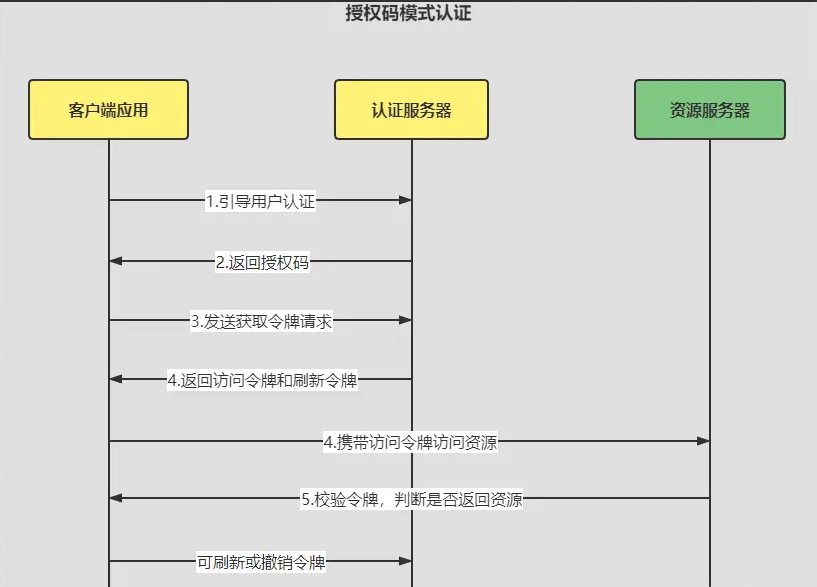 授权码模式认证
客户端应用
认证服务器
资源服务器
1.引导用户认证
2.返回授权码
3.发送获取令牌请求
4.返回访问令牌和刷新令牌
4.携带访问令牌访问资源
5.校验令牌，判断是否返回资源
可刷新或撤销令牌